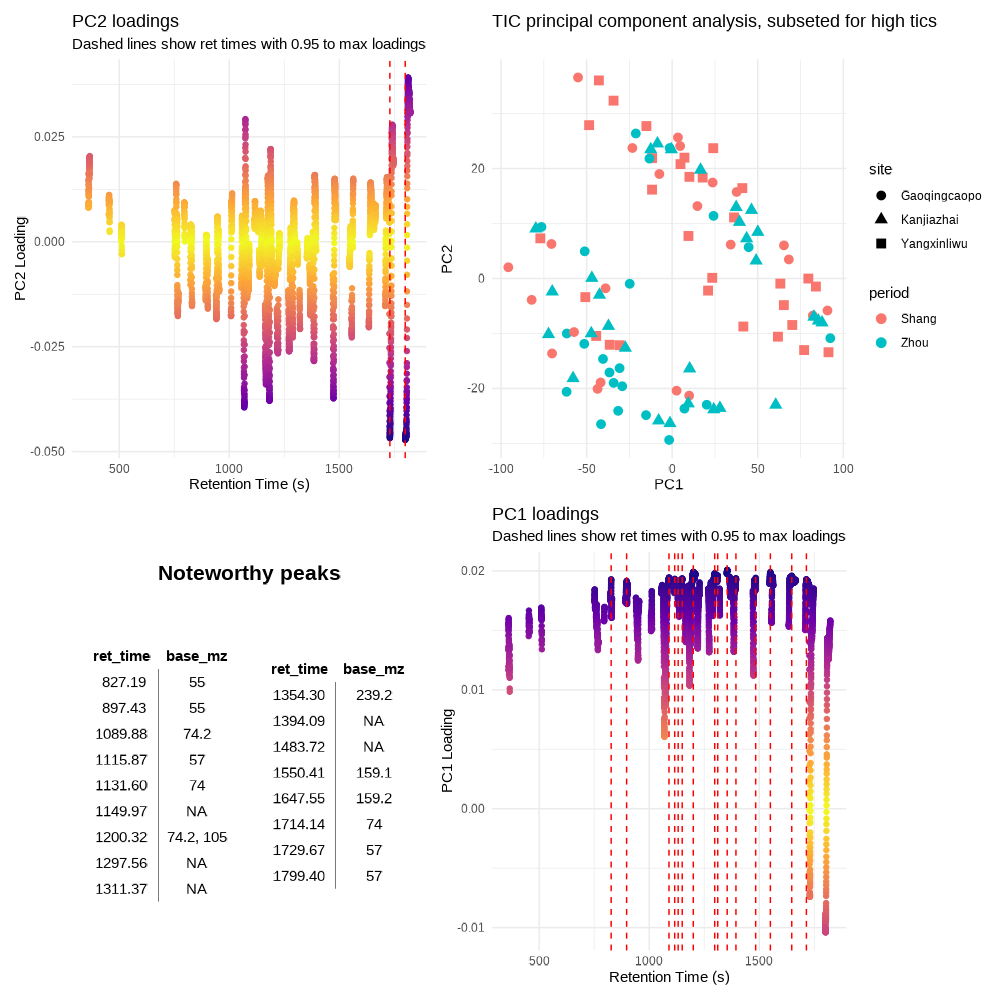 PC2 loadings
Dashed lines show ret times with 0.95 to max loadings
PC2 Loading
0.025
0.000
-0.025
-0.050
500 1000 1500
Retention Time (s)
TIC principal component analysis, subseted for high tics
PC2
20
0
-20
-100 -50 0 50 100
PC1
site
Gaoqingcaopo
Kanjiazhai
Yangxinliwu
period
Shang
Zhou
Noteworthy peaks
ret_time base_mz
827.19 55
897.43 55
1089.88 74.2
1115.87 57
1131.60 74
1149.97 NA
1200.32 74.2, 105
1297.56 NA
1311.37 NA
ret_time base_mz
1354.30 239.2
1394.09 NA
1483.72 NA
1550.41 159.1
1647.55 159.2
1714.14 74
1729.67 57
1799.40 57
PC1 loadings
Dashed lines show ret times with 0.95 to max loadings
PC1 Loading
0.02
0.01
0.00
-0.01
500 1000 1500
Retention Time (s)